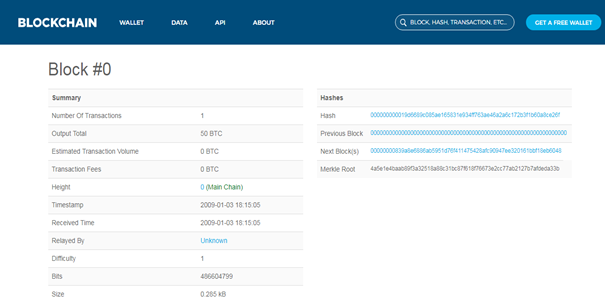 BLOCKCHAIN WALLET DATA API ABOUT BLOCK, HASH, TRANSACTION, ETC... GET A FREE WALLET
Block #0
Summary
Number Of Transactions 1
Output Total 50 BTC
Estimated Transaction Volume 0 BTC
Transaction Fees 0 BTC
Height 0 (Main Chain)
Timestamp 2009-01-03 18:15:05
Received Time 2009-01-03 18:15:05
Relayed By Unknown
Difficulty 1
Bits 486604799
Size 0.285 kB
Hashes
Hash 000000000019d6689c085ae165831e934ff763ae46a2a6c172b3f1b60a8ce26f
Previous Block 0000000000000000000000000000000000000000000000000000000000000000
Next Block(s) 00000000839a8e6886ab5951d76f411475428afc90947ee320161bbf18eb6048
Merkle Root 4a5e1e4baab89f3a32518a88c31bc87f618f76673e2cc77ab2127b7afdeda33b